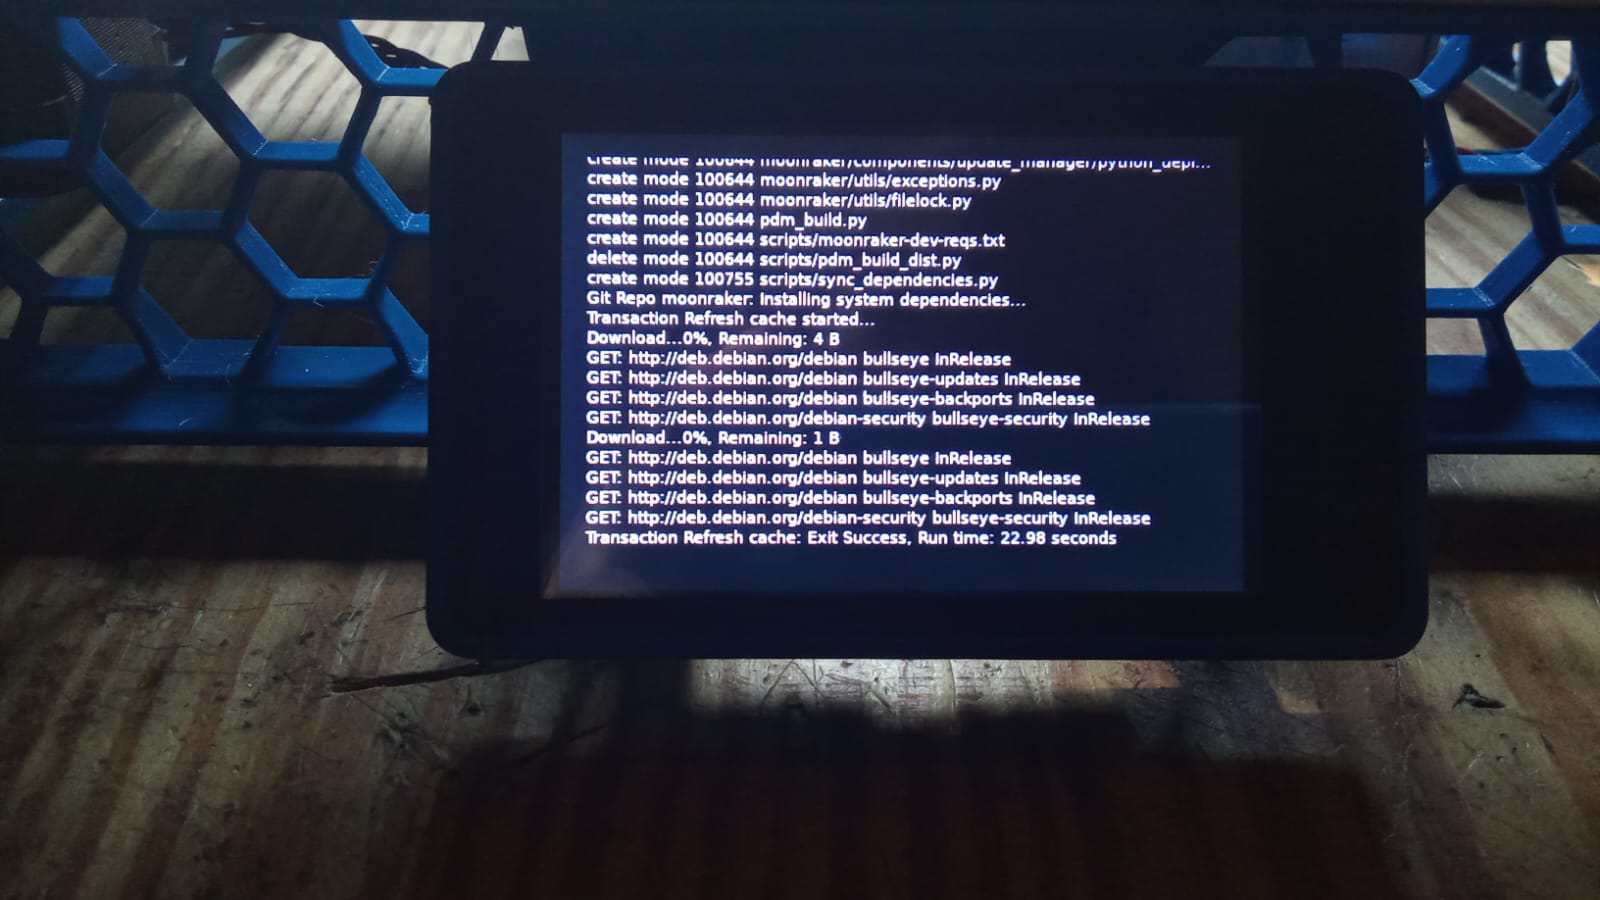 create mode 100644 moonraker/components/update_manager/python_depl...
create mode 100644 moonraker/utils/exceptions.py
create mode 100644 moonraker/utils/filelock.py
create mode 100644 pdm_build.py
create mode 100644 scripts/moonraker-dev-reqs.txt
delete mode 100644 scripts/pdm_build_dist.py
create mode 100755 scripts/sync_dependencies.py
Git Repo moonraker: Installing system dependencies...
Transaction Refresh cache started...
Download...0%, Remaining: 4 B
GET: http://deb.debian.org/debian bullseye InRelease
GET: http://deb.debian.org/debian bullseye-updates InRelease
GET: http://deb.debian.org/debian bullseye-backports InRelease
GET: http://deb.debian.org/debian-security bullseye-security InRelease
Download...0%, Remaining: 1 B
GET: http://deb.debian.org/debian bullseye InRelease
GET: http://deb.debian.org/debian bullseye-updates InRelease
GET: http://deb.debian.org/debian bullseye-backports InRelease
GET: http://deb.debian.org/debian-security bullseye-security InRelease
Transaction Refresh cache: Exit Success, Run time: 22.98 seconds